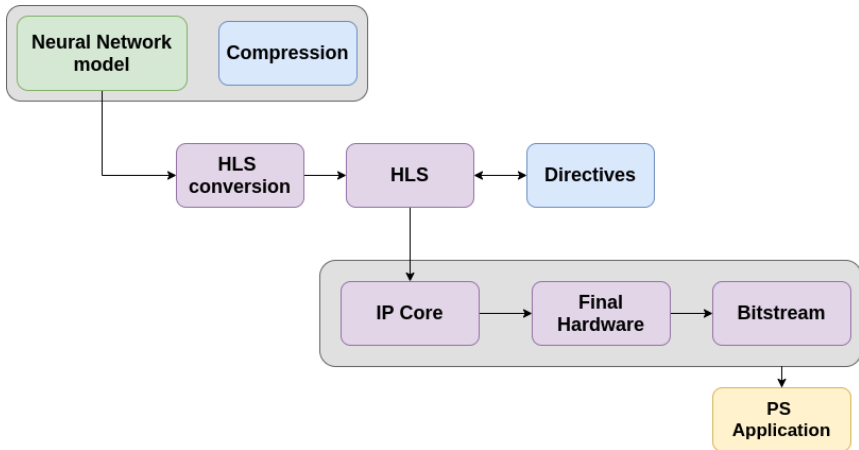 Neural Network
model
Compression
HLS
conversion
HLS
Directives
IP Core
Final
Hardware
Bitstream
PS
Application